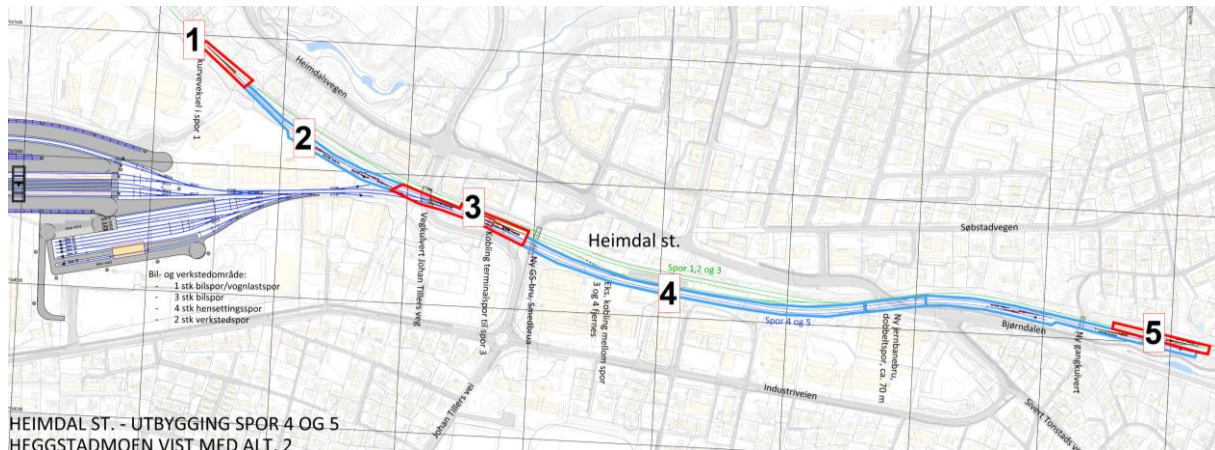 1
kurveveksel i spor 1
Heimdalsvegen
2
3
Vegkulvert Johan Tillers veg
Kobling terminalspor til spor 3
Ny GS-bru, Smedbrua
Heimdal st.
Søbstadvegen
Spor 1,2 og 3
Eks. kobling mellom spor
3 og 4 fjernes
4
Spor 4 og 5
Ny jernbanebru,
dobbeltspor, ca. 70 m
Bjørndalen
Ny gangkulvert
5
Bil- og verkstedområde:
- 1 stk bilspor/vognlastspor
- 3 stk bilspor
- 4 stk hensettingsspor
- 2 stk verkstedspor
Johan Tillers vei
Industriveien
Sivert Tonstads ve
HEIMDAL ST. - UTBYGGING SPOR 4 OG 5
HEGGSTADMOEN VIST MED ALT. 2